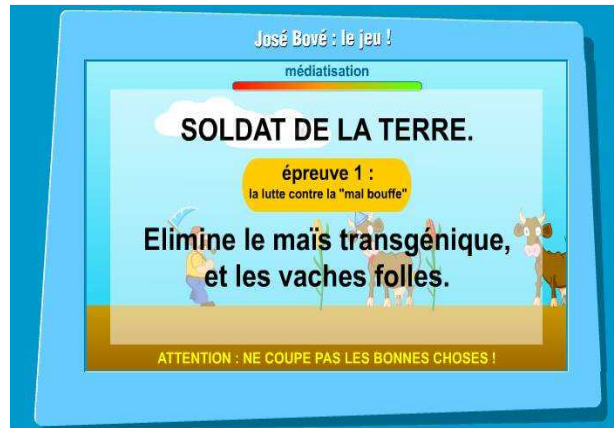 José Bové : le jeu !
médiatisation
SOLDAT DE LA TERRE.
épreuve 1 :
la lutte contre la "mal bouffe"
Elimine le maïs transgénique,
et les vaches folles.
ATTENTION : NE COUPE PAS LES BONNES CHOSES !